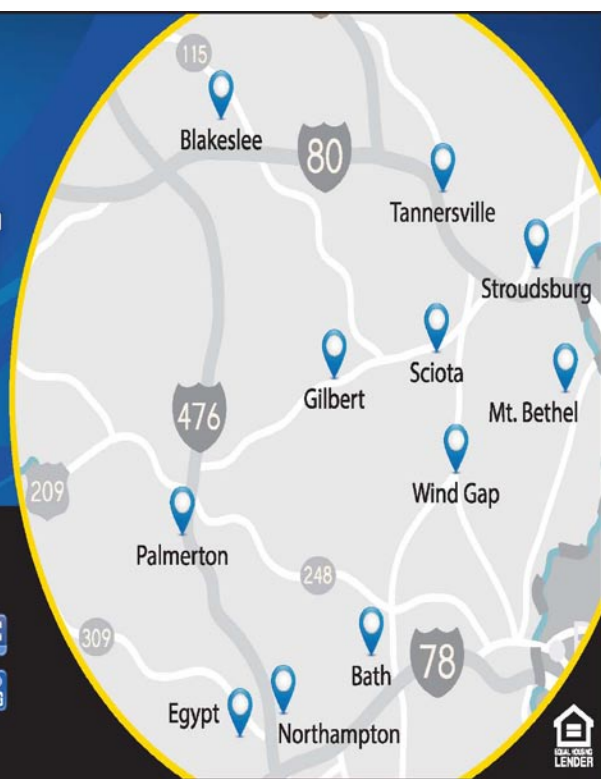 115
Blakeslee
80
Tannersville
Stroudsburg
Sciota
Gilbert
Mt. Bethel
476
Wind Gap
209
Palmerton
248
309
Bath
78
Egypt
Northampton
EQUAL HOUSING
LENDER